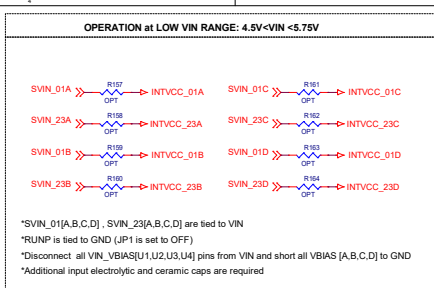 OPERATION at LOW VIN RANGE: 4.5V<VIN <5.75V
SVIN_01A R157 OPT INTVCC_01A SVIN_01C R161 OPT INTVCC_01C
SVIN_23A R158 OPT INTVCC_23A SVIN_23C R162 OPT INTVCC_23C
SVIN_01B R159 OPT INTVCC_01B SVIN_01D R163 OPT INTVCC_01D
SVIN_23B R160 OPT INTVCC_23B SVIN_23D R164 OPT INTVCC_23D
*SVIN_01[A,B,C,D] , SVIN_23[A,B,C,D] are tied to VIN
*RUNP is tied to GND (JP1 is set to OFF)
*Disconnect all VIN_VBIAS[U1,U2,U3,U4] pins from VIN and short all VBIAS [A,B,C,D] to GND
*Additional input electrolytic and ceramic caps are required